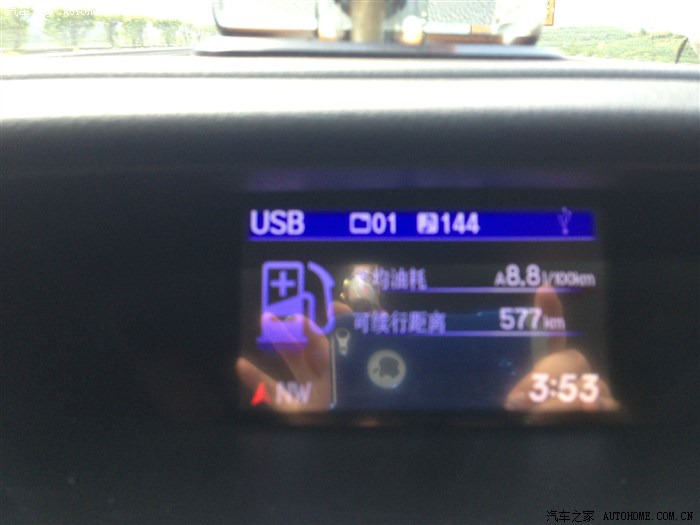 USB 01 144
平均油耗 A8.8l/100km
可续行距离 577km
NW 3:53
汽车之家 AUTOHOME.COM.CN